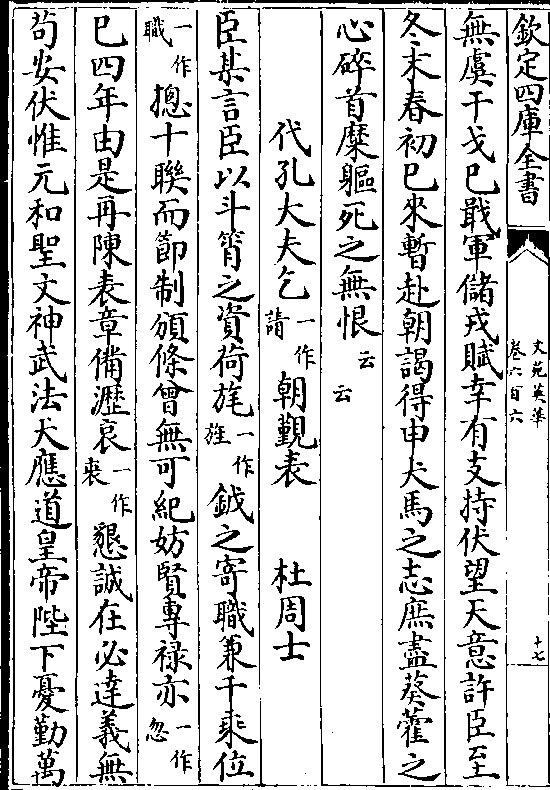 欽定四庫全書
文苑英華
卷六百六
十七
無虞干戈已戢軍儲戎賦幸有支持伏望天意許臣至
冬末春初已來暫赴朝謁得申犬馬之志庶盡葵藿之
心碎首糜軀死之無恨云云
代孔大夫乞一作請朝覲表 杜周士
臣某言臣以斗筲之資荷旄一作旌鉞之寄職兼千乘位
一作職摠十聯而節制頒條曾無可紀妨賢專祿亦一作忽
已四年由是再陳表章備瀝哀一作衷懇誠在必達義無
苟安伏惟元和聖文神武法天應道皇帝陛下憂勤萬